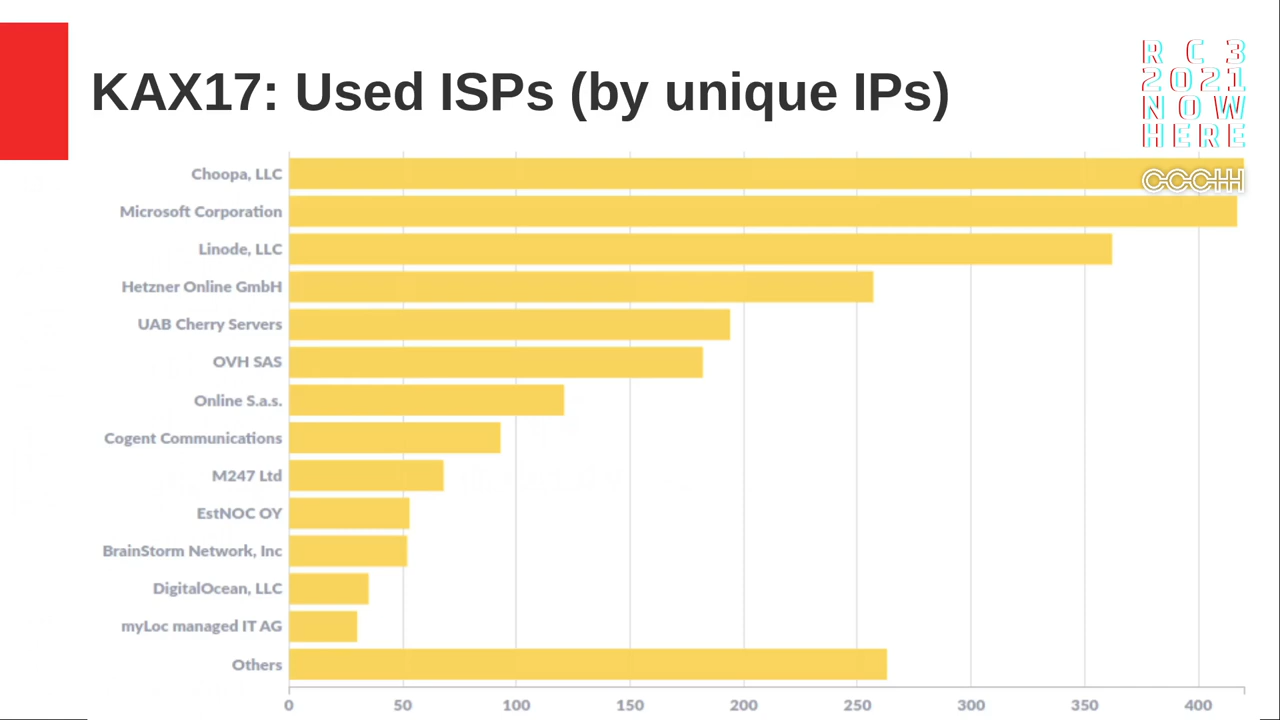 KAX17: Used ISPs (by unique IPs)
R C 3
2021
NOW
HERE
CCCHH
Choopa, LLC
Microsoft Corporation
Linode, LLC
Hetzner Online GmbH
UAB Cherry Servers
OVH SAS
Online S.a.s.
Cogent Communications
M247 Ltd
EstNOC OY
BrainStorm Network, Inc
DigitalOcean, LLC
myLoc managed IT AG
Others
0 50 100 150 200 250 300 350 400